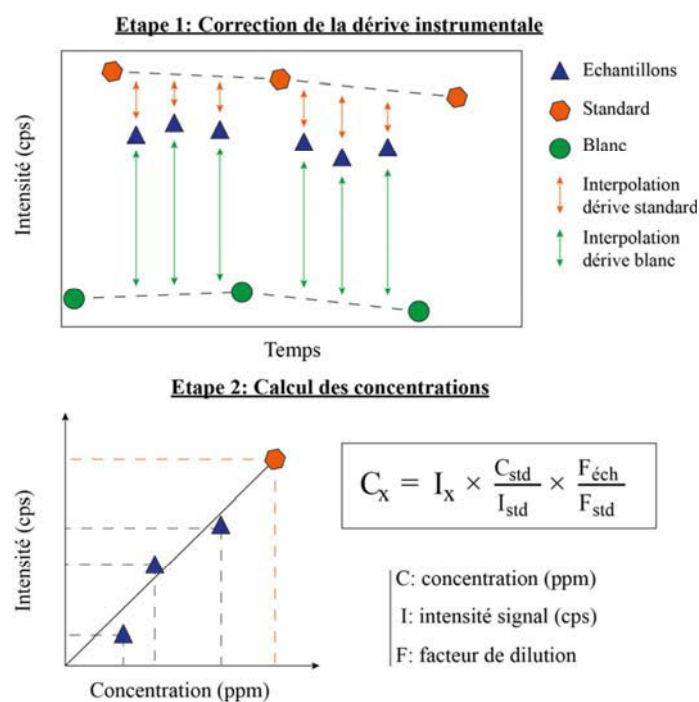 Etape 1: Correction de la dérive instrumentale
Intensité (cps)
Temps
Echantillons
Standard
Blanc
Interpolation
dérive standard
Interpolation
dérive blanc
Etape 2: Calcul des concentrations
Intensité (cps)
Concentration (ppm)
Cx = Ix × Cstd/Istd × Féch/Fstd
C: concentration (ppm)
I: intensité signal (cps)
F: facteur de dilution